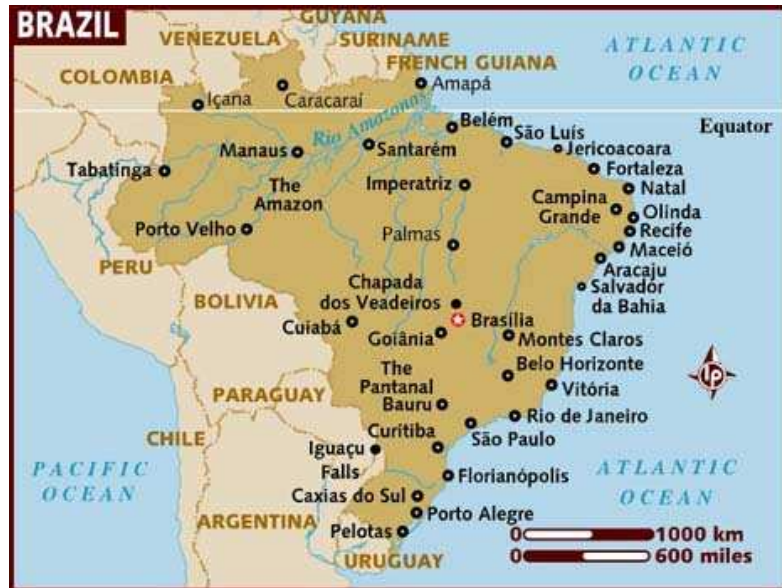 BRAZIL
GUYANA
VENEZUELA
SURINAME
FRENCH GUIANA
ATLANTIC
OCEAN
COLOMBIA
Içana
Caracaraí
Amapá
Rio Amazonas
Belém
São Luís
Equator
Jericoacoara
Manaus
Santarém
Tabatinga
Fortaleza
The
Amazon
Imperatriz
Natal
Campina
Grande
Olinda
Porto Velho
Palmas
Recife
Maceió
PERU
Aracaju
Chapada
dos Veadeiros
Salvador
da Bahia
BOLIVIA
Cuiabá
Goiânia
Brasília
Montes Claros
The
Pantanal
Belo Horizonte
Vitória
LP
PARAGUAY
Bauru
Rio de Janeiro
São Paulo
CHILE
Curitiba
Iguaçu
Falls
PACIFIC
OCEAN
Florianópolis
ATLANTIC
OCEAN
Caxias do Sul
Porto Alegre
ARGENTINA
Pelotas
URUGUAY
0 1000 km
0 600 miles